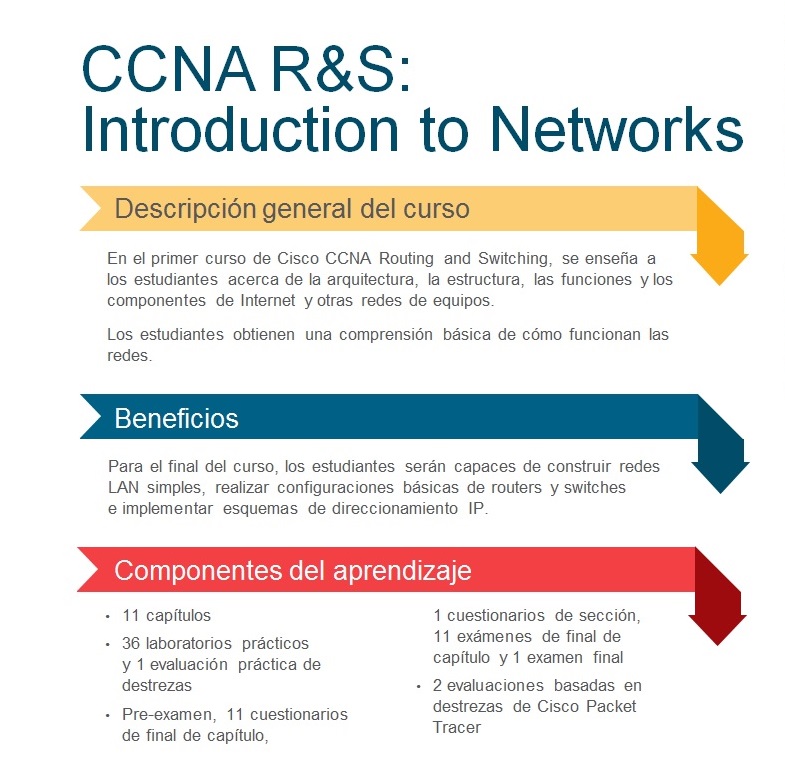 CCNA R&S:
Introduction to Networks
Descripción general del curso
En el primer curso de Cisco CCNA Routing and Switching, se enseña a
los estudiantes acerca de la arquitectura, la estructura, las funciones y los
componentes de Internet y otras redes de equipos.
Los estudiantes obtienen una comprensión básica de cómo funcionan las
redes.
Beneficios
Para el final del curso, los estudiantes serán capaces de construir redes
LAN simples, realizar configuraciones básicas de routers y switches
e implementar esquemas de direccionamiento IP.
Componentes del aprendizaje
• 11 capítulos
• 36 laboratorios prácticos
y 1 evaluación práctica de
destrezas
• Pre-examen, 11 cuestionarios
de final de capítulo,
1 cuestionarios de sección,
11 exámenes de final de
capítulo y 1 examen final
• 2 evaluaciones basadas en
destrezas de Cisco Packet
Tracer